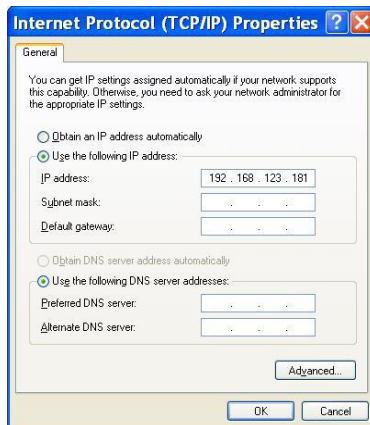 Internet Protocol (TCP/IP) Properties
General
You can get IP settings assigned automatically if your network supports
this capability. Otherwise, you need to ask your network administrator for
the appropriate IP settings.
Obtain an IP address automatically
Use the following IP address:
IP address: 192 . 168 . 123 . 181
Subnet mask: . . .
Default gateway: . . .
Obtain DNS server address automatically
Use the following DNS server addresses:
Preferred DNS server: . . .
Alternate DNS server: . . .
Advanced...
OK Cancel